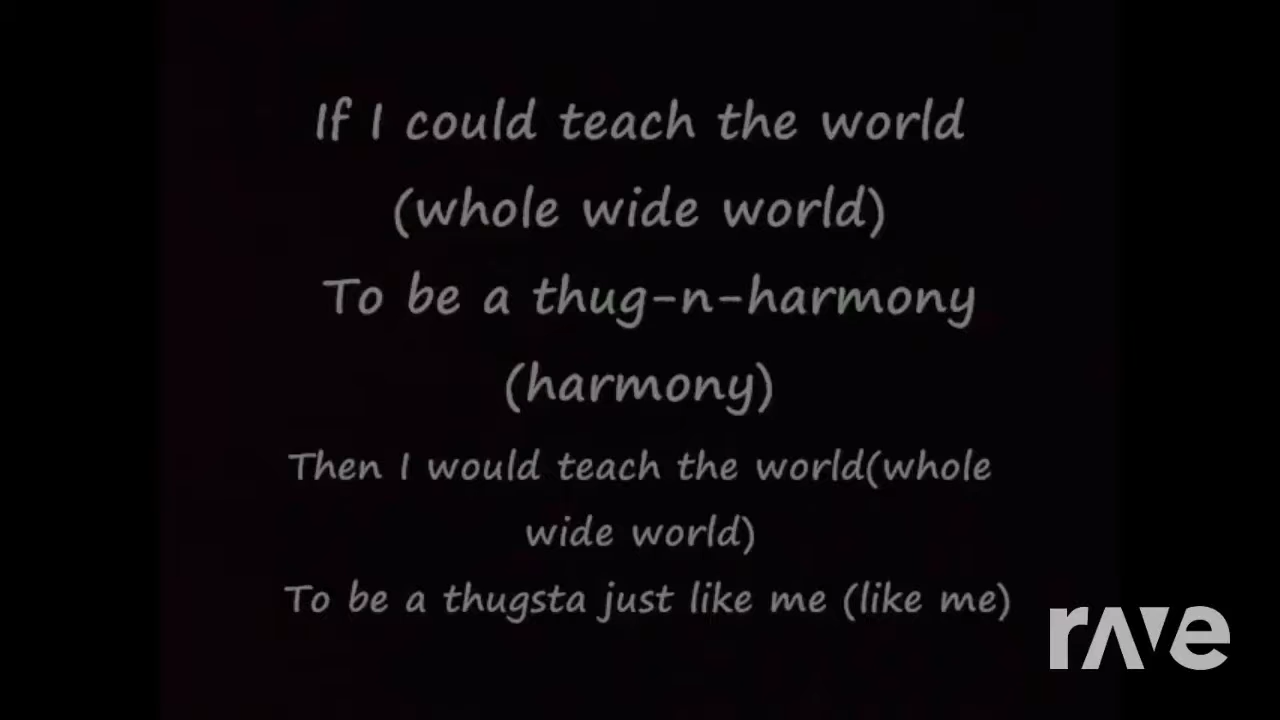 If I could teach the world
(whole wide world)
To be a thug-n-harmony
(harmony)
Then I would teach the world(whole
wide world)
To be a thugsta just like me (like me)
rave